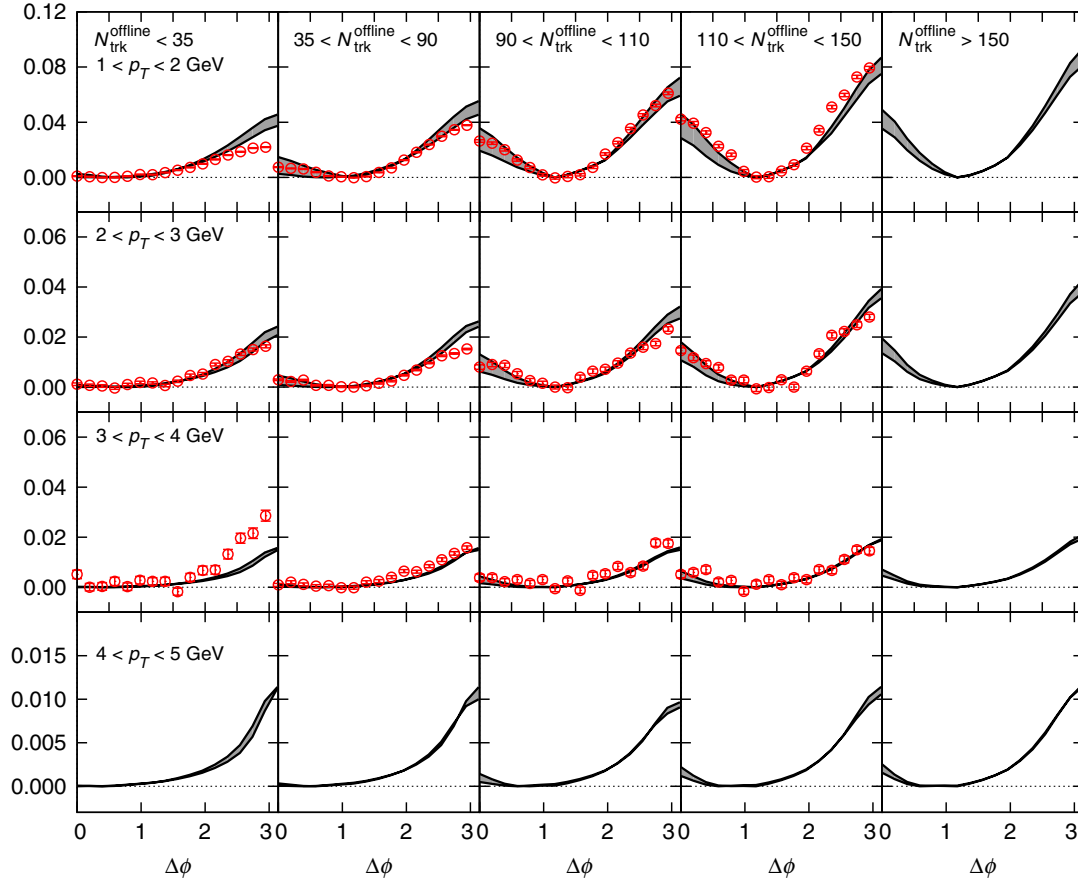 0.12
0.08
0.04
0.00
N_trk^offline < 35
1 < p_T < 2 GeV
35 < N_trk^offline < 90
90 < N_trk^offline < 110
110 < N_trk^offline < 150
N_trk^offline > 150
0.06
0.04
0.02
0.00
2 < p_T < 3 GeV
0.06
0.04
0.02
0.00
3 < p_T < 4 GeV
0.015
0.010
0.005
0.000
4 < p_T < 5 GeV
0 1 2 3 0 1 2 3 0 1 2 3 0 1 2 3 0 1 2 3
Δϕ Δϕ Δϕ Δϕ Δϕ